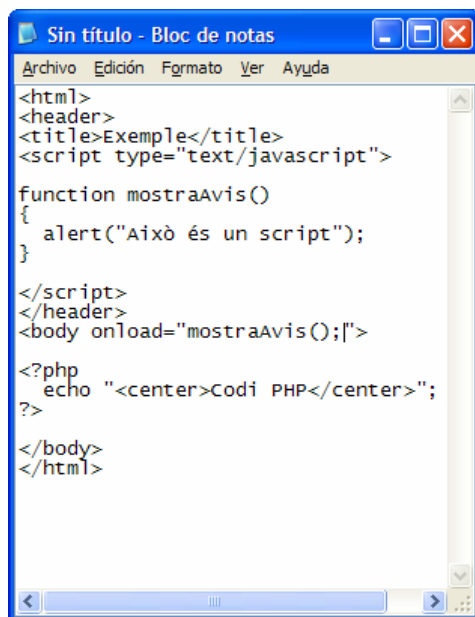 Sin título - Bloc de notas
Archivo Edición Formato Ver Ayuda
<html>
<header>
<title>Exemple</title>
<script type="text/javascript">
function mostraAvis()
{
alert("Això és un script");
}
</script>
</header>
<body onload="mostraAvis();">
<?php
echo "<center>Codi PHP</center>";
?>
</body>
</html>